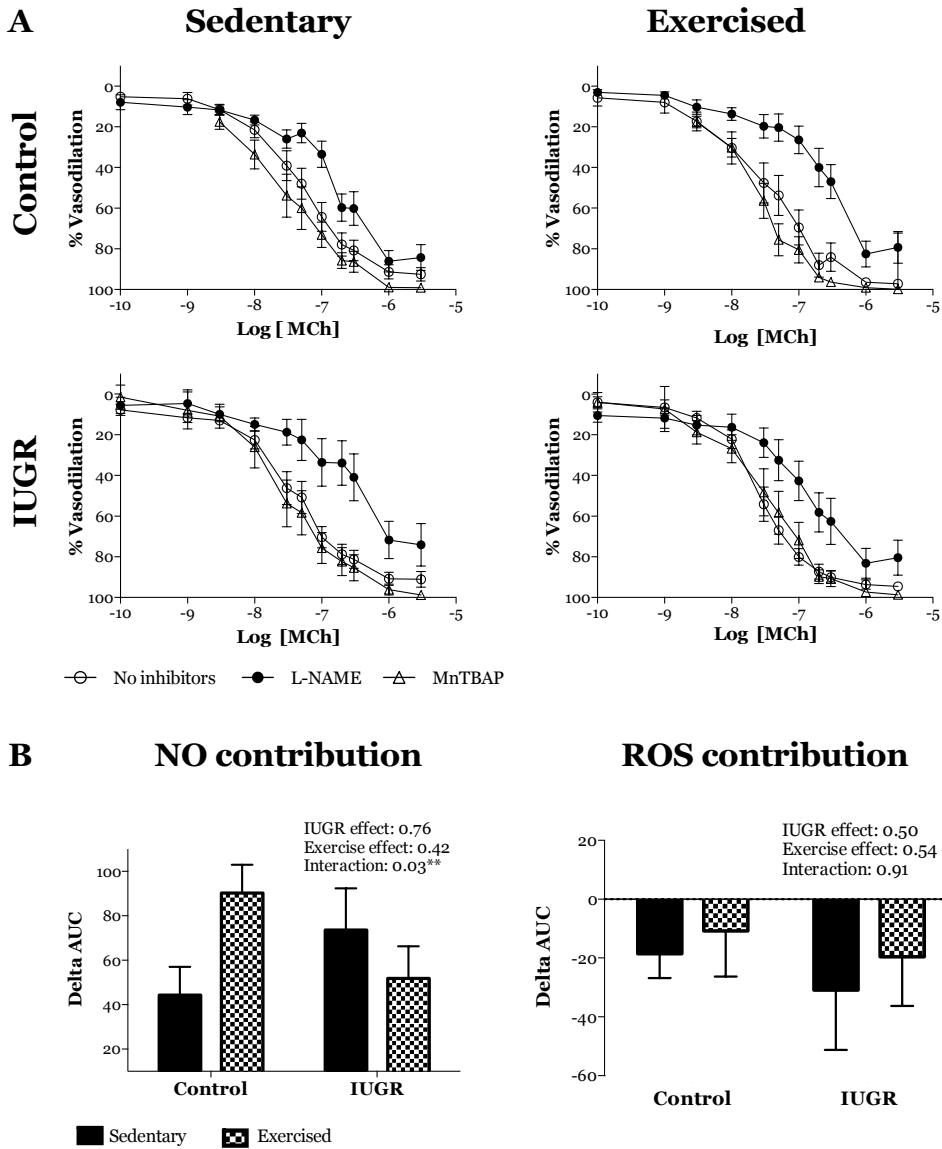 A
Sedentary
Exercised
Control
% Vasodilation
0
20
40
60
80
100
-10
-9
-8
-7
-6
-5
Log [ MCh]
% Vasodilation
0
20
40
60
80
100
-10
-9
-8
-7
-6
-5
Log [MCh]
IUGR
% Vasodilation
0
20
40
60
80
100
-10
-9
-8
-7
-6
-5
Log [MCh]
% Vasodilation
0
20
40
60
80
100
-10
-9
-8
-7
-6
-5
Log [MCh]
No inhibitors
L-NAME
MnTBAP
B
NO contribution
IUGR effect: 0.76
Exercise effect: 0.42
Interaction: 0.03**
Delta AUC
100
80
60
40
20
Control
IUGR
ROS contribution
IUGR effect: 0.50
Exercise effect: 0.54
Interaction: 0.91
Delta AUC
20
0
-20
-40
-60
Control
IUGR
Sedentary
Exercised